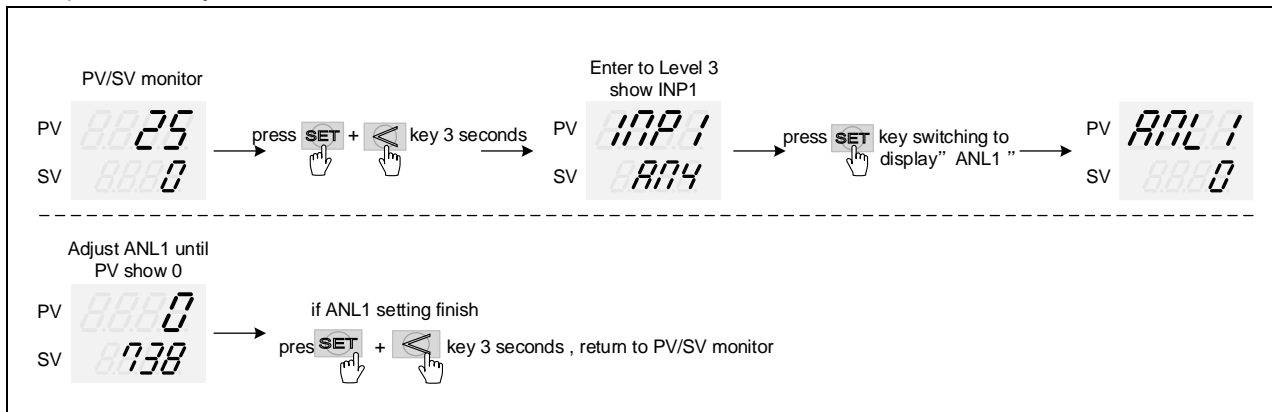 PV/SV monitor
PV 25
SV 0
press SET + < key 3 seconds
Enter to Level 3
show INP1
PV INP1
SV AN4
press SET key switching to
display” ANL1 ”
PV ANL1
SV 0
Adjust ANL1 until
PV show 0
PV 0
SV 738
if ANL1 setting finish
pres SET + < key 3 seconds , return to PV/SV monitor